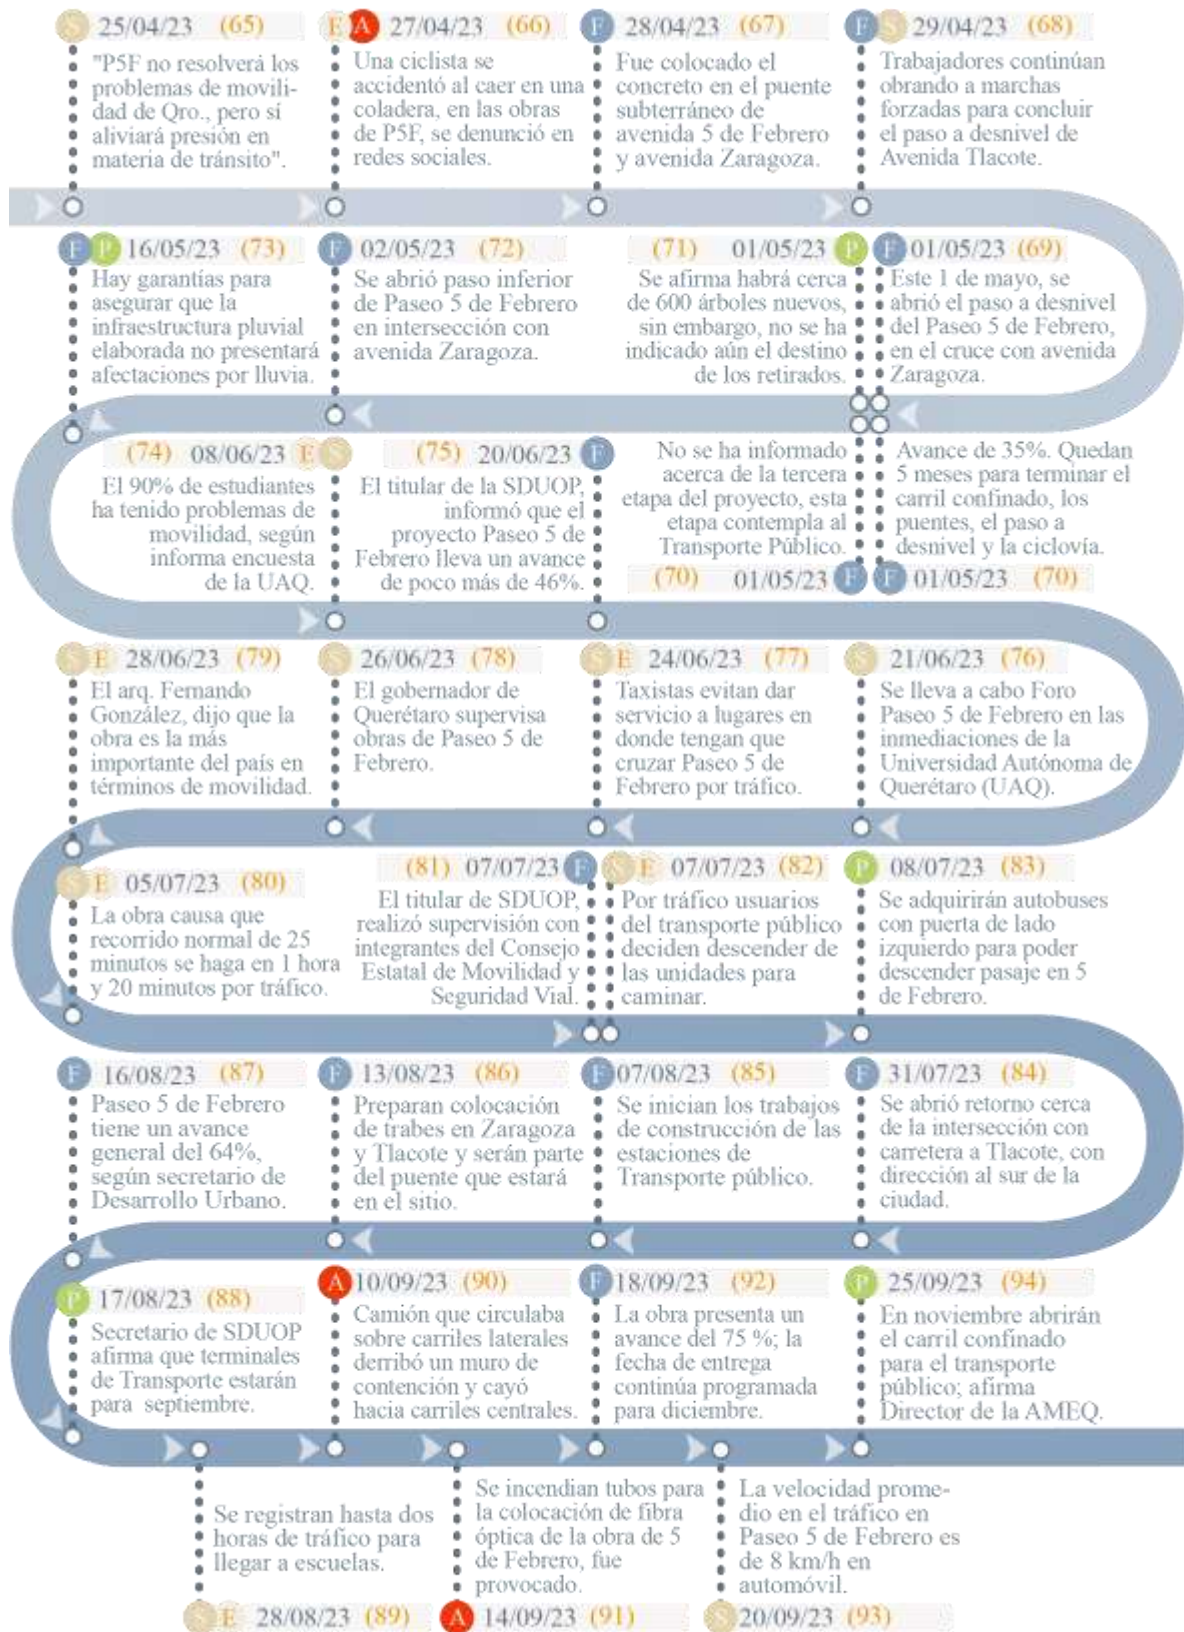 S 25/04/23 (65)
"P5F no resolverá los
problemas de movili-
dad de Qro., pero sí
aliviará presión en
materia de tránsito".
E A 27/04/23 (66)
Una ciclista se
accidentó al caer en una
coladera, en las obras
de P5F, se denunció en
redes sociales.
F 28/04/23 (67)
Fue colocado el
concreto en el puente
subterráneo de
avenida 5 de Febrero
y avenida Zaragoza.
F S 29/04/23 (68)
Trabajadores continúan
obrando a marchas
forzadas para concluir
el paso a desnivel de
Avenida Tlacote.
F 01/05/23 (69)
Este 1 de mayo, se
abrió el paso a desnivel
del Paseo 5 de Febrero,
en el cruce con avenida
Zaragoza.
Avance de 35%. Quedan
5 meses para terminar el
carril confinado, los
puentes, el paso a
desnivel y la ciclovía.
F 01/05/23 (70)
No se ha informado
acerca de la tercera
etapa del proyecto, esta
etapa contempla al
Transporte Público.
(70) 01/05/23 F
(71) 01/05/23 P
Se afirma habrá cerca
de 600 árboles nuevos,
sin embargo, no se ha
indicado aún el destino
de los retirados.
F 02/05/23 (72)
Se abrió paso inferior
de Paseo 5 de Febrero
en intersección con
avenida Zaragoza.
F P 16/05/23 (73)
Hay garantías para
asegurar que la
infraestructura pluvial
elaborada no presentará
afectaciones por lluvia.
(74) 08/06/23 E S
El 90% de estudiantes
ha tenido problemas de
movilidad, según
informa encuesta
de la UAQ.
(75) 20/06/23 F
El titular de la SDUOP,
informó que el
proyecto Paseo 5 de
Febrero lleva un avance
de poco más de 46%.
S 21/06/23 (76)
Se lleva a cabo Foro
Paseo 5 de Febrero en las
inmediaciones de la
Universidad Autónoma de
Querétaro (UAQ).
S E 24/06/23 (77)
Taxistas evitan dar
servicio a lugares en
donde tengan que
cruzar Paseo 5 de
Febrero por tráfico.
S 26/06/23 (78)
El gobernador de
Querétaro supervisa
obras de Paseo 5 de
Febrero.
S E 28/06/23 (79)
El arq. Fernando
González, dijo que la
obra es la más
importante del país en
términos de movilidad.
S E 05/07/23 (80)
La obra causa que
recorrido normal de 25
minutos se haga en 1 hora
y 20 minutos por tráfico.
(81) 07/07/23 F
El titular de SDUOP,
realizó supervisión con
integrantes del Consejo
Estatal de Movilidad y
Seguridad Vial.
S E 07/07/23 (82)
Por tráfico usuarios
del transporte público
deciden descender de
las unidades para
caminar.
P 08/07/23 (83)
Se adquirirán autobuses
con puerta de lado
izquierdo para poder
descender pasaje en 5
de Febrero.
F 31/07/23 (84)
Se abrió retorno cerca
de la intersección con
carretera a Tlacote, con
dirección al sur de la
ciudad.
F 07/08/23 (85)
Se inician los trabajos
de construcción de las
estaciones de
Transporte público.
F 13/08/23 (86)
Preparan colocación
de trabes en Zaragoza
y Tlacote y serán parte
del puente que estará
en el sitio.
F 16/08/23 (87)
Paseo 5 de Febrero
tiene un avance
general del 64%,
según secretario de
Desarrollo Urbano.
P 17/08/23 (88)
Secretario de SDUOP
afirma que terminales
de Transporte estarán
para septiembre.
Se registran hasta dos
horas de tráfico para
llegar a escuelas.
S E 28/08/23 (89)
A 10/09/23 (90)
Camión que circulaba
sobre carriles laterales
derribó un muro de
contención y cayó
hacia carriles centrales.
Se incendian tubos para
la colocación de fibra
óptica de la obra de 5
de Febrero, fue
provocado.
A 14/09/23 (91)
F 18/09/23 (92)
La obra presenta un
avance del 75 %; la
fecha de entrega
continúa programada
para diciembre.
La velocidad prome-
dio en el tráfico en
Paseo 5 de Febrero es
de 8 km/h en
automóvil.
S 20/09/23 (93)
P 25/09/23 (94)
En noviembre abrirán
el carril confinado
para el transporte
público; afirma
Director de la AMEQ.